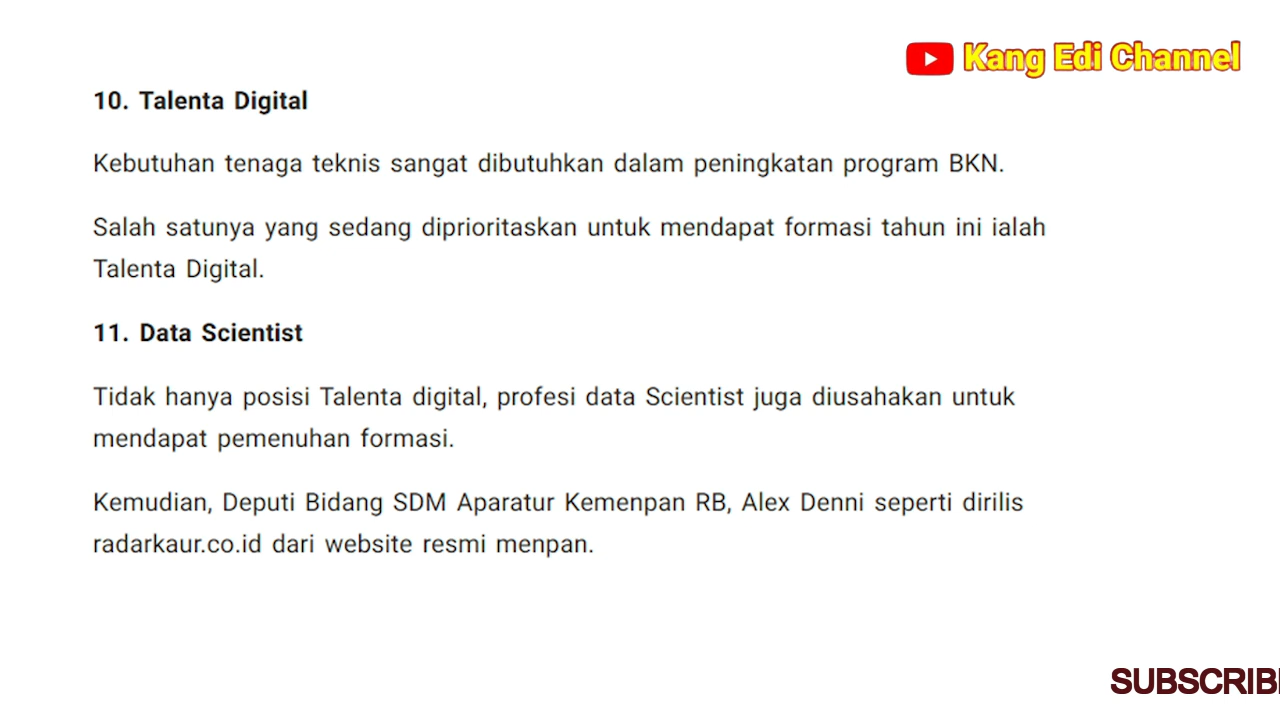 Kang Edi Channel
10. Talenta Digital
Kebutuhan tenaga teknis sangat dibutuhkan dalam peningkatan program BKN.
Salah satunya yang sedang diprioritaskan untuk mendapat formasi tahun ini ialah
Talenta Digital.
11. Data Scientist
Tidak hanya posisi Talenta digital, profesi data Scientist juga diusahakan untuk
mendapat pemenuhan formasi.
Kemudian, Deputi Bidang SDM Aparatur Kemenpan RB, Alex Denni seperti dirilis
radarkaur.co.id dari website resmi menpan.
SUBSCRIB